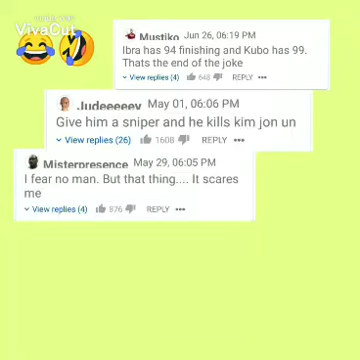 VivaCut
Mustiko Jun 26, 06:19 PM
Ibra has 94 finishing and Kubo has 99.
Thats the end of the joke
View replies (4) 648 REPLY
Judeeeeey May 01, 06:06 PM
Give him a sniper and he kills kim jon un
View replies (26) 1608 REPLY
Misterpresence May 29, 06:05 PM
I fear no man. But that thing.... It scares
me
View replies (4) 876 REPLY